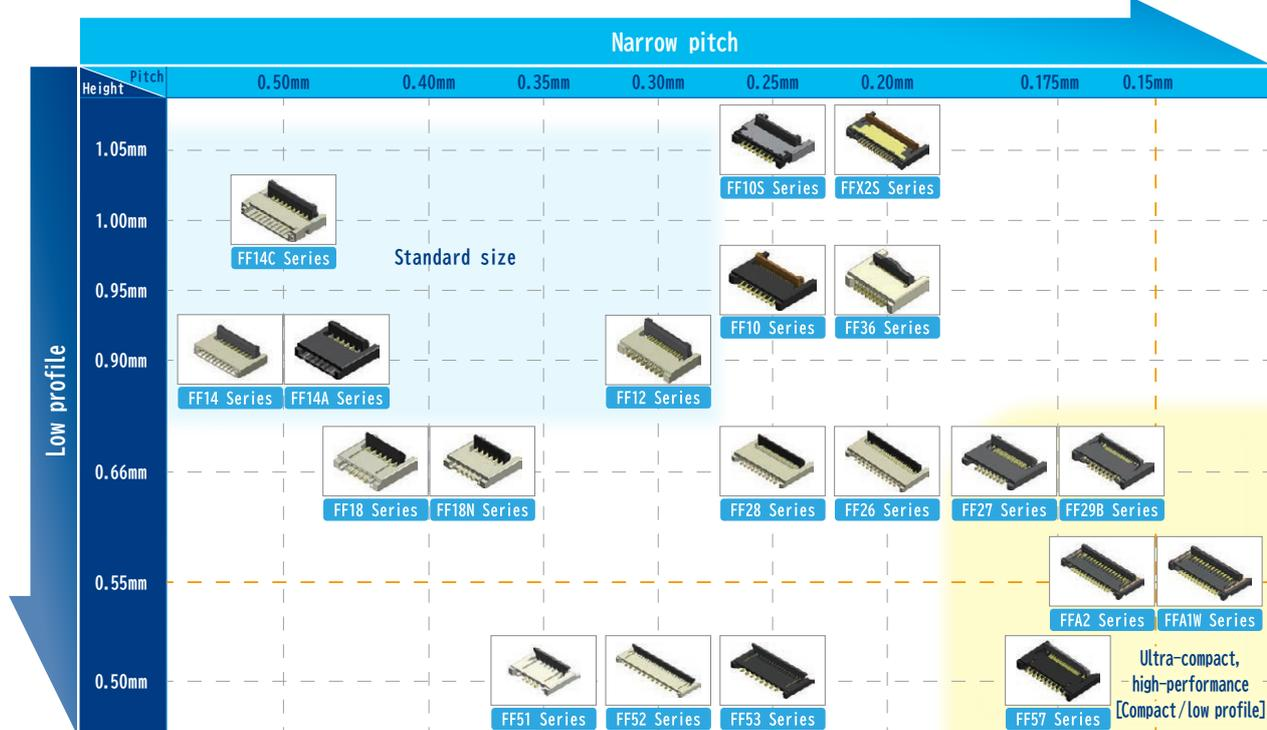 Narrow pitch
Pitch
Height
0.50mm 0.40mm 0.35mm 0.30mm 0.25mm 0.20mm 0.175mm 0.15mm
Low profile
1.05mm
FF10S Series FFX2S Series
1.00mm
FF14C Series
Standard size
0.95mm
FF10 Series FF36 Series
0.90mm
FF14 Series FF14A Series FF12 Series
0.66mm
FF18 Series FF18N Series FF28 Series FF26 Series FF27 Series FF29B Series
0.55mm
FFA2 Series FFA1W Series
0.50mm
FF51 Series FF52 Series FF53 Series FF57 Series
Ultra-compact,
high-performance
[Compact/low profile]